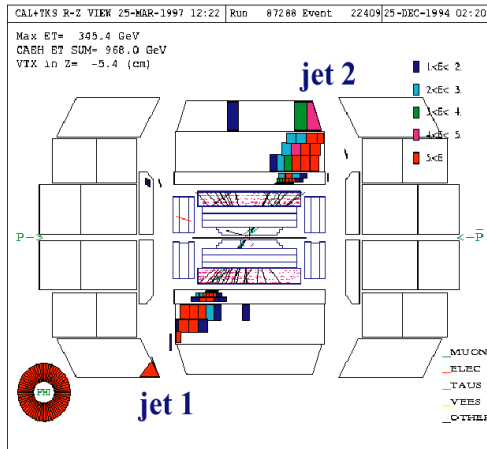 CAL+TKS R-Z VIEW 25-MAR-1997 12:22 Run 87288 Event 22409 25-DEC-1994 02:20
Max ET= 345.4 GeV
CAEH ET SUM= 968.0 GeV
VTX in Z= -5.4 (cm)
jet 2
1<E< 2.
2<E< 3.
3<E< 4.
4<E< 5.
5<E
P->
<-P̅
MUON
ELEC
TAUS
VEES
OTHER
PHI
jet 1